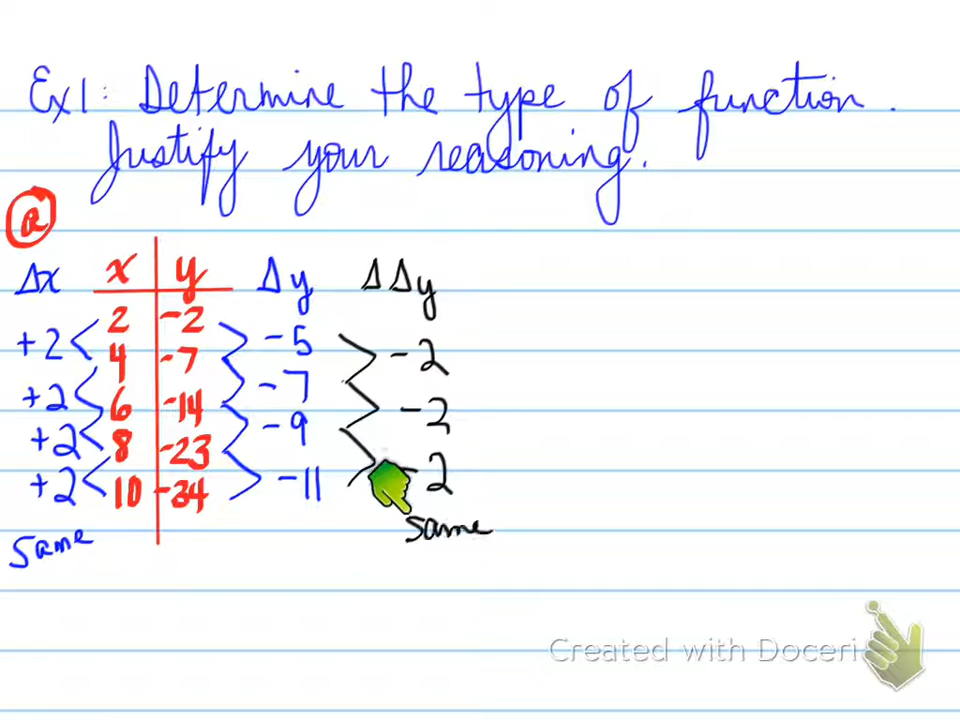 Ex1: Determine the type of function.
Justify your reasoning.
a
Δx x y Δy ΔΔy
2 -2
+2 -5
4 -7 -2
+2 -7
6 -14 -2
+2 -9
8 -23 -2
+2 -11
10 -34
Same same
Created with Doceri